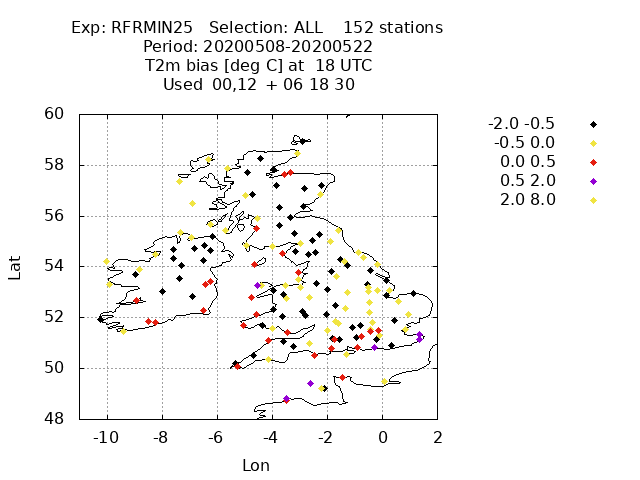 Exp: RFRMIN25 Selection: ALL 152 stations
Period: 20200508-20200522
T2m bias [deg C] at 18 UTC
Used 00,12 + 06 18 30
-2.0 -0.5
-0.5 0.0
0.0 0.5
0.5 2.0
2.0 8.0
60
58
56
54
52
50
48
Lat
-10 -8 -6 -4 -2 0 2
Lon